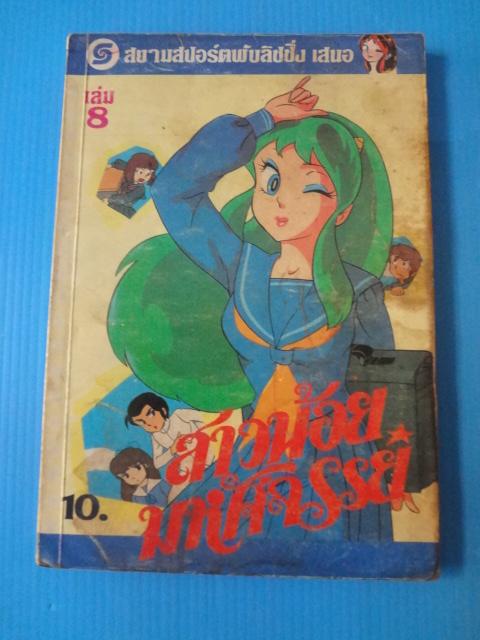 S สยามสปอร์ตพับลิชชิ่ง เสนอ
เล่ม
8
สาวน้อย
มหัศจรรย์
10.